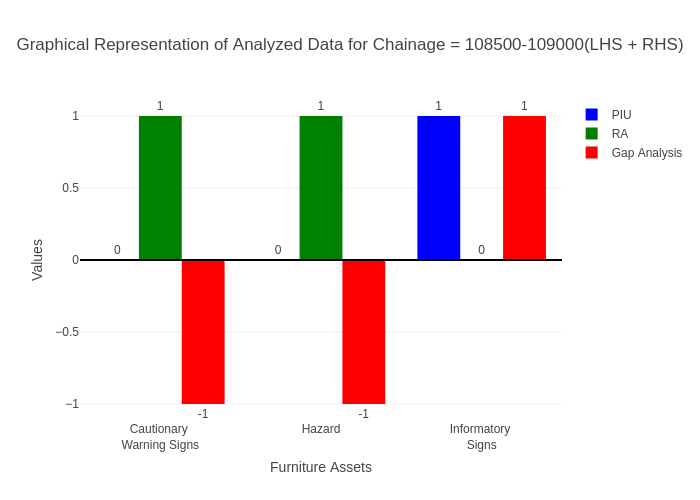 Graphical Representation of Analyzed Data for Chainage = 108500-109000(LHS + RHS)
PIU
RA
Gap Analysis
Values
1
0.5
0
−0.5
−1
0
1
-1
0
1
-1
1
0
1
Cautionary
Warning Signs
Hazard
Informatory
Signs
Furniture Assets